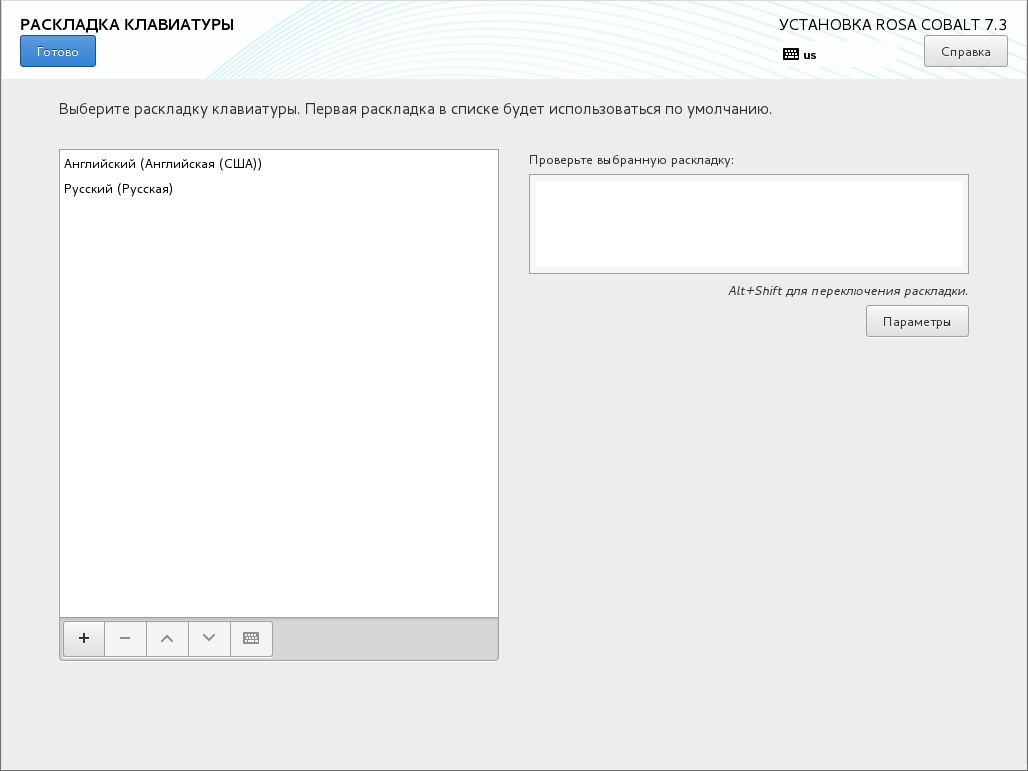 РАСКЛАДКА КЛАВИАТУРЫ
УСТАНОВКА ROSA COBALT 7.3
Готово
us
Справка
Выберите раскладку клавиатуры. Первая раскладка в списке будет использоваться по умолчанию.
Английский (Английская (США))
Русский (Русская)
Проверьте выбранную раскладку:
Alt+Shift для переключения раскладки.
Параметры